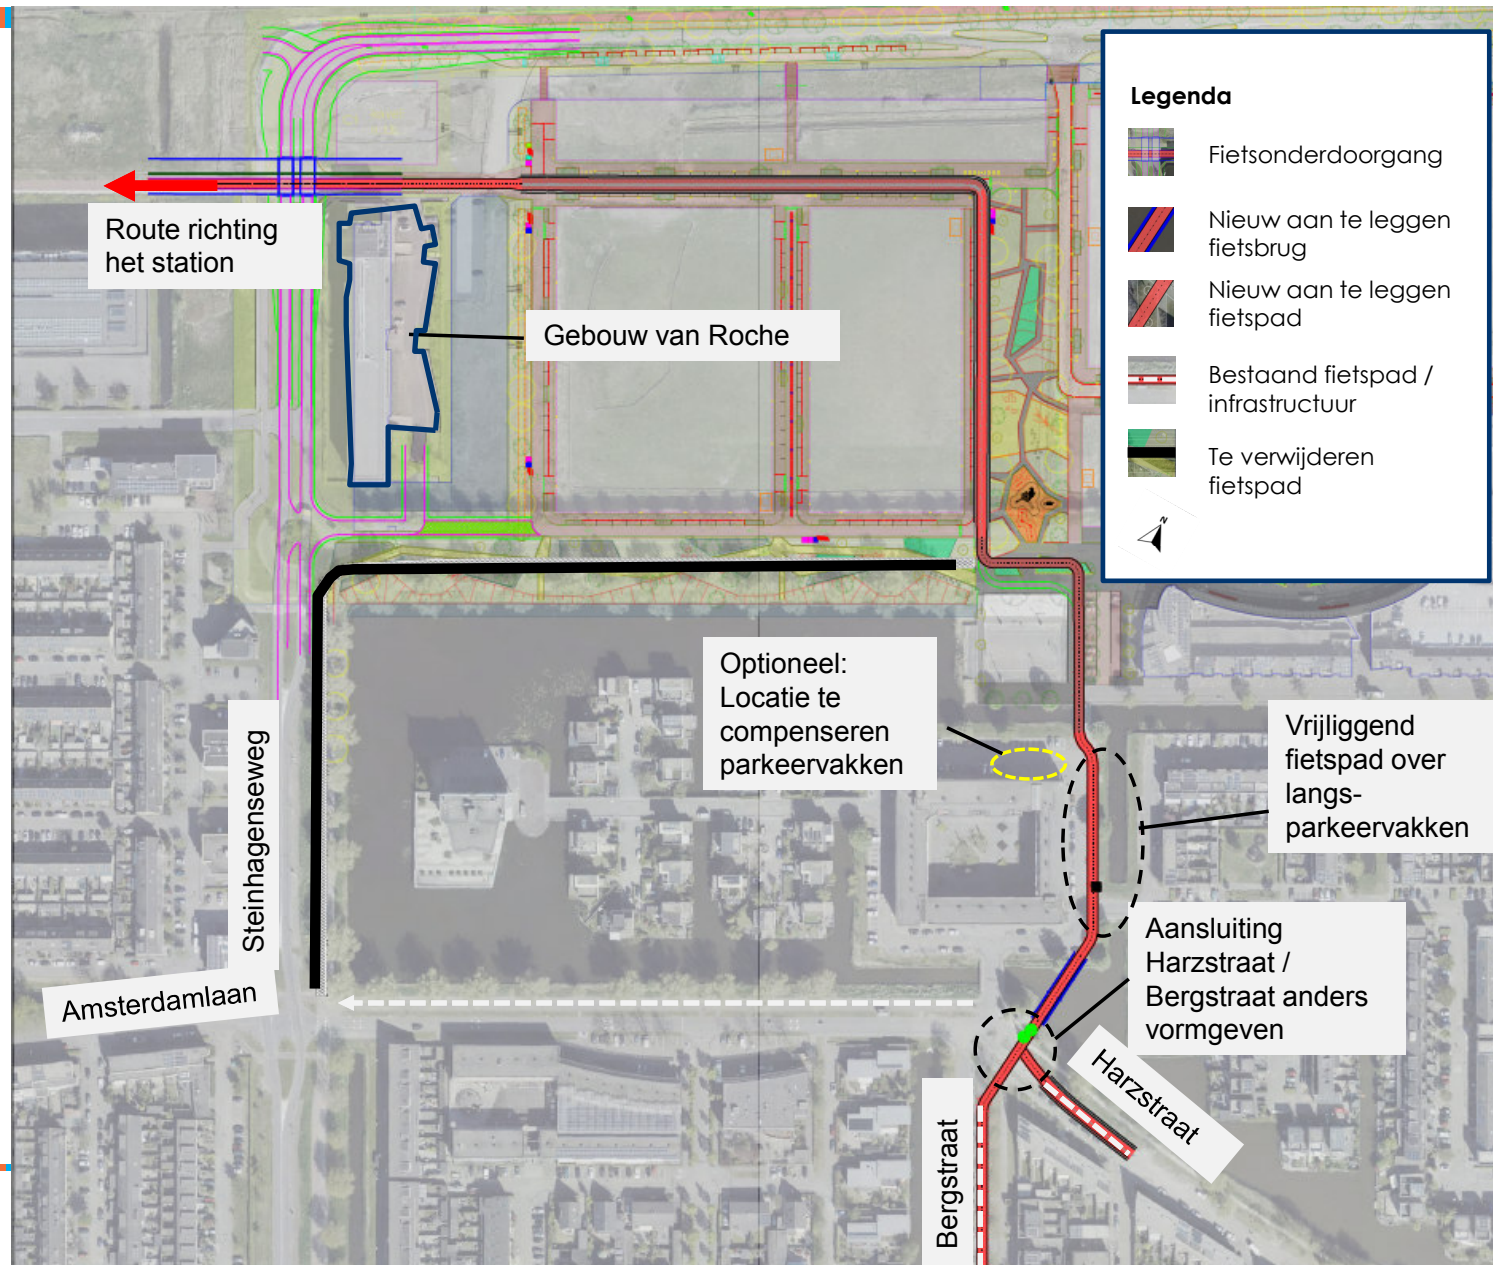 Legenda
Fietsonderdoorgang
Nieuw aan te leggen
fietsbrug
Nieuw aan te leggen
fietspad
Bestaand fietspad /
infrastructuur
Te verwijderen
fietspad
N
Route richting
het station
Gebouw van Roche
Optioneel:
Locatie te
compenseren
parkeervakken
Vrijliggend
fietspad over
langs-
parkeervakken
Steinhagenseweg
Amsterdamlaan
Aansluiting
Harzstraat /
Bergstraat anders
vormgeven
Harzstraat
Bergstraat